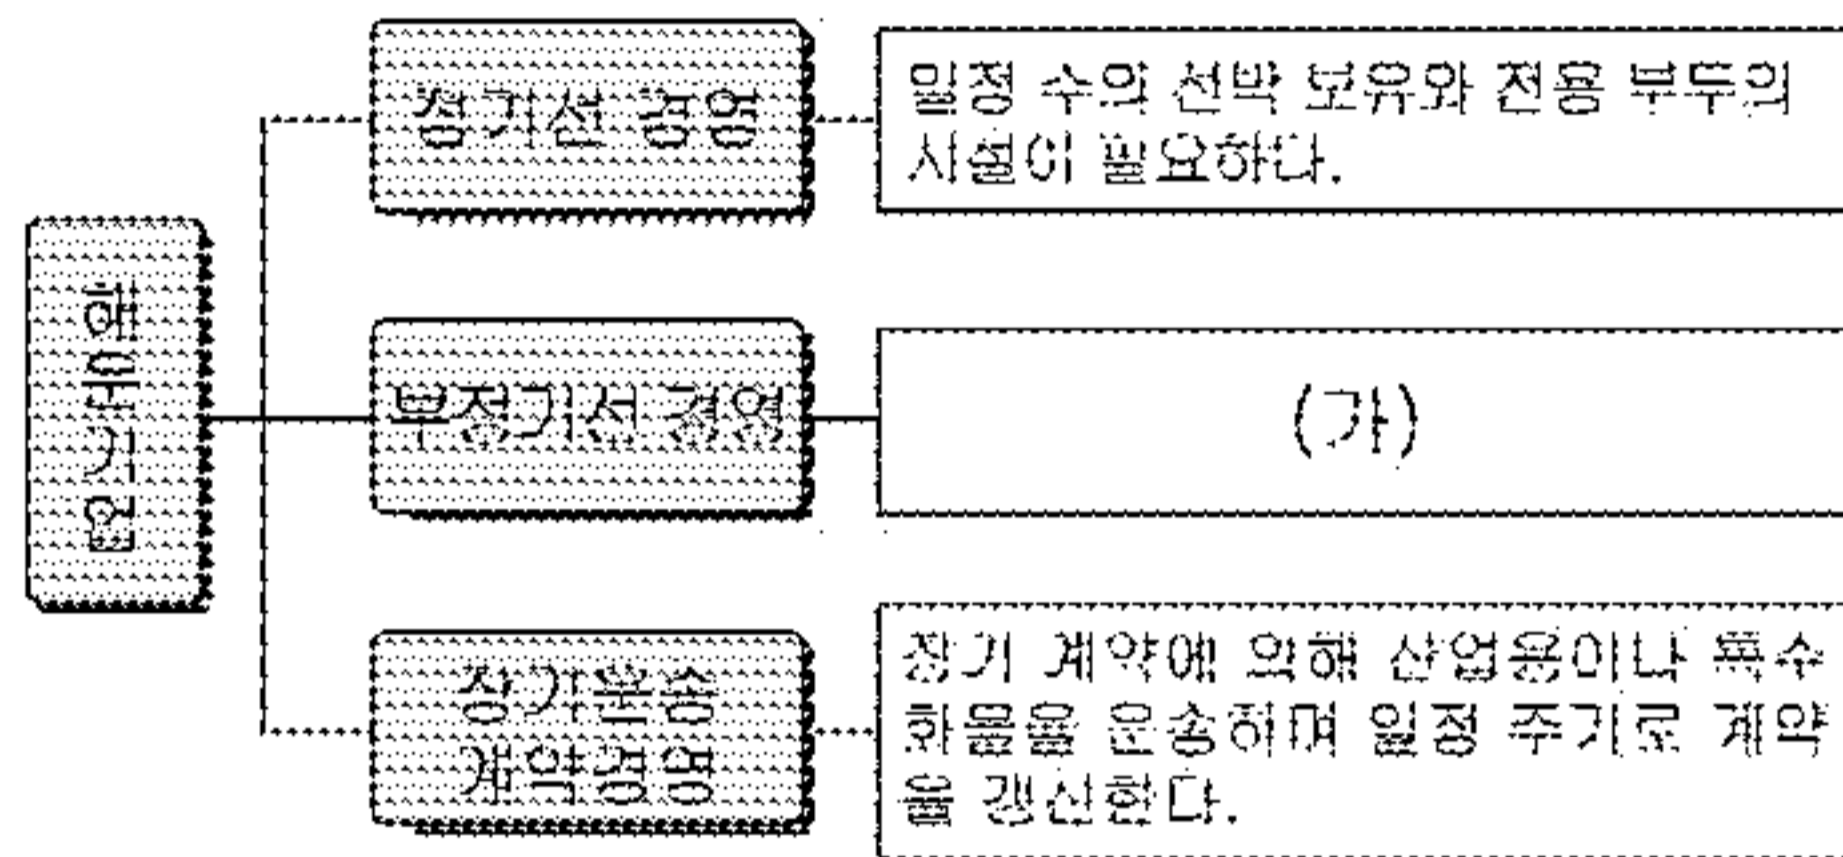 해운기업
정기선 경영
일정 수의 선박 보유와 전용 부두의
시설이 필요하다.
부정기선 경영
(가)
장기운송
계약경영
장기 계약에 의해 산업용이나 특수
화물을 운송하며 일정 주기로 계약
을 갱신한다.